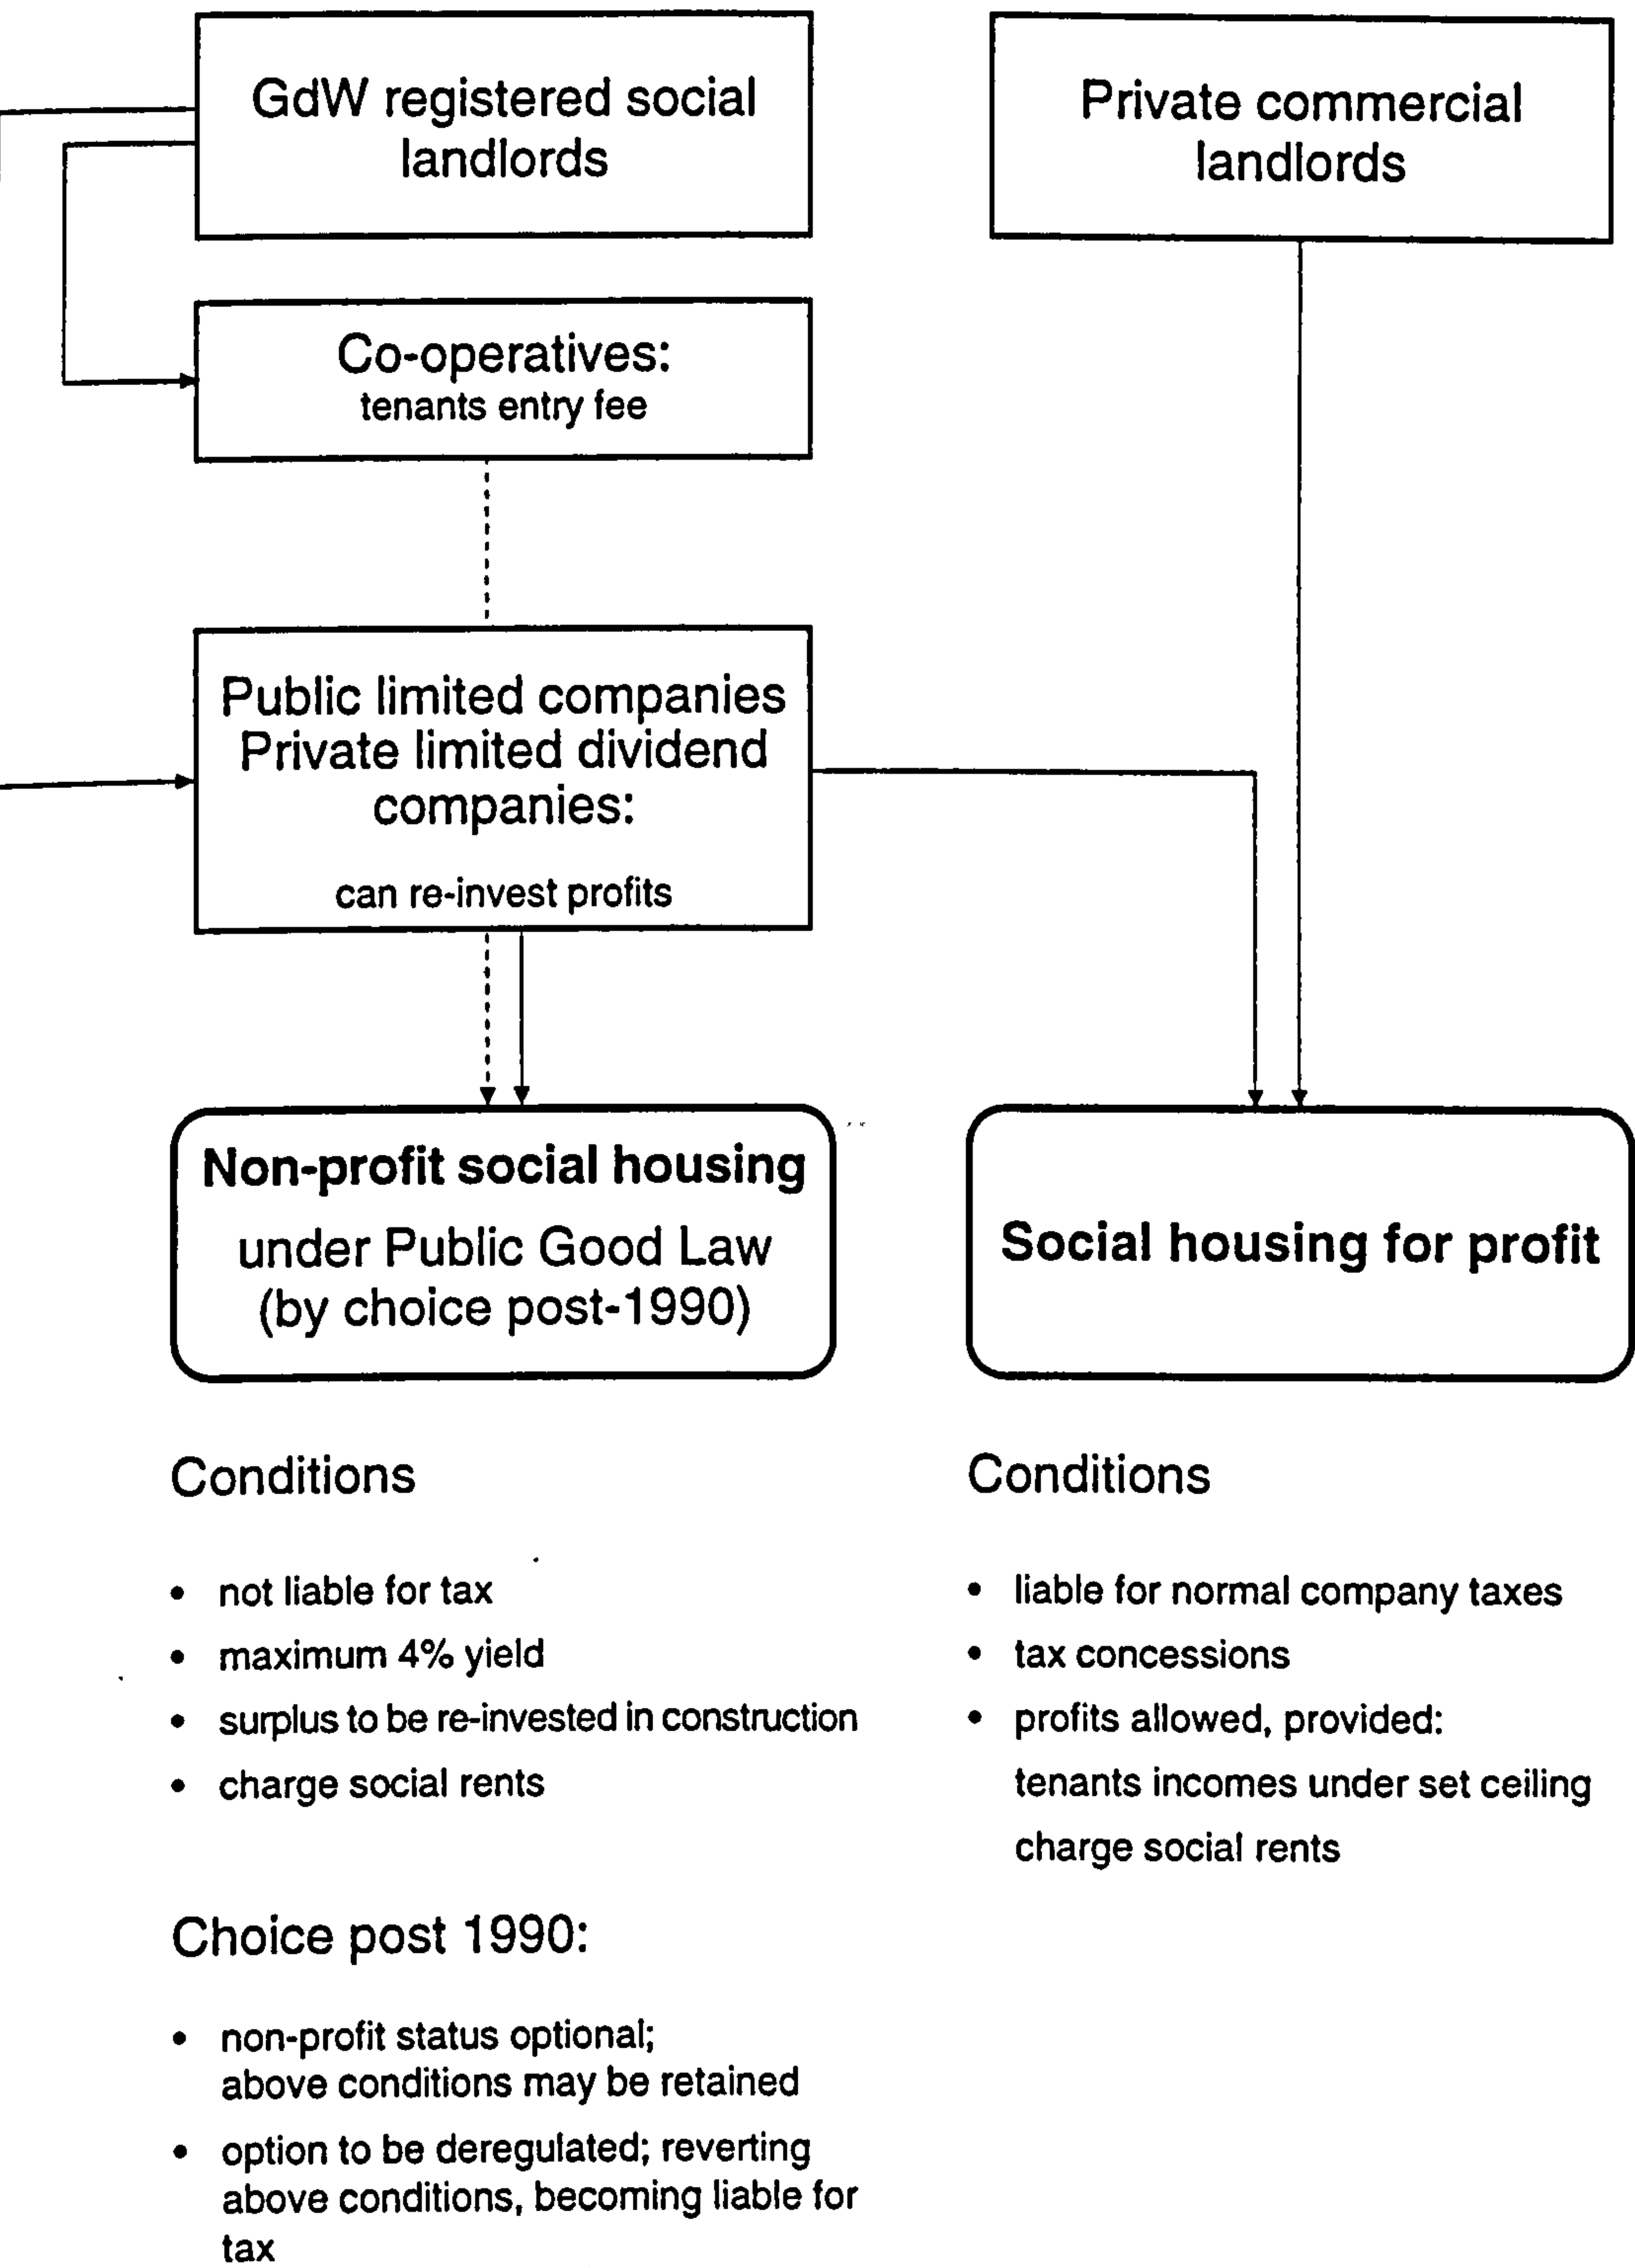 GdW registered social
landlords
Private commercial
landlords
Co-operatives:
tenants entry fee
Public limited companies
Private limited dividend
companies:
can re-invest profits
Non-profit social housing
under Public Good Law
(by choice post-1990)
Social housing for profit
Conditions
• not liable for tax
• maximum 4% yield
• surplus to be re-invested in construction
• charge social rents
Choice post 1990:
• non-profit status optional;
above conditions may be retained
• option to be deregulated; reverting
above conditions, becoming liable for
tax
Conditions
• liable for normal company taxes
• tax concessions
• profits allowed, provided:
tenants incomes under set ceiling
charge social rents